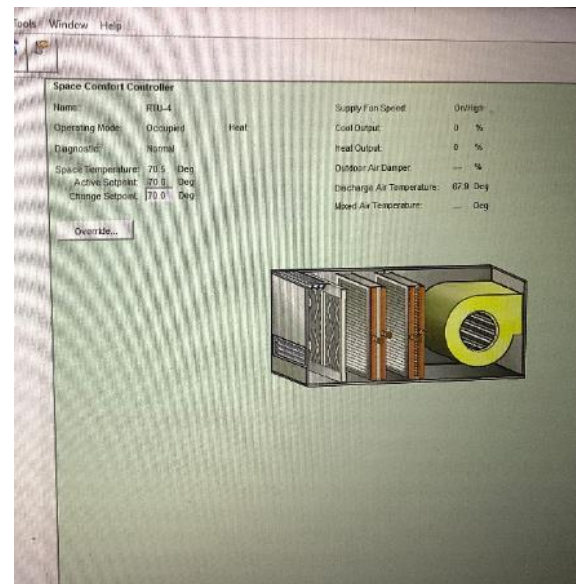 Tools Window Help
Space Comfort Controller
Name: RTU-4
Operating Mode: Occupied Heat
Diagnostic: Normal
Space Temperature: 70.5 Deg
Active Setpoint: 70.0 Deg
Change Setpoint: 70.0 Deg
Override...
Supply Fan Speed: On/High
Cool Output: 0 %
Heat Output: 0 %
Outdoor Air Damper: --- %
Discharge Air Temperature: 67.9 Deg
Mixed Air Temperature: --- Deg